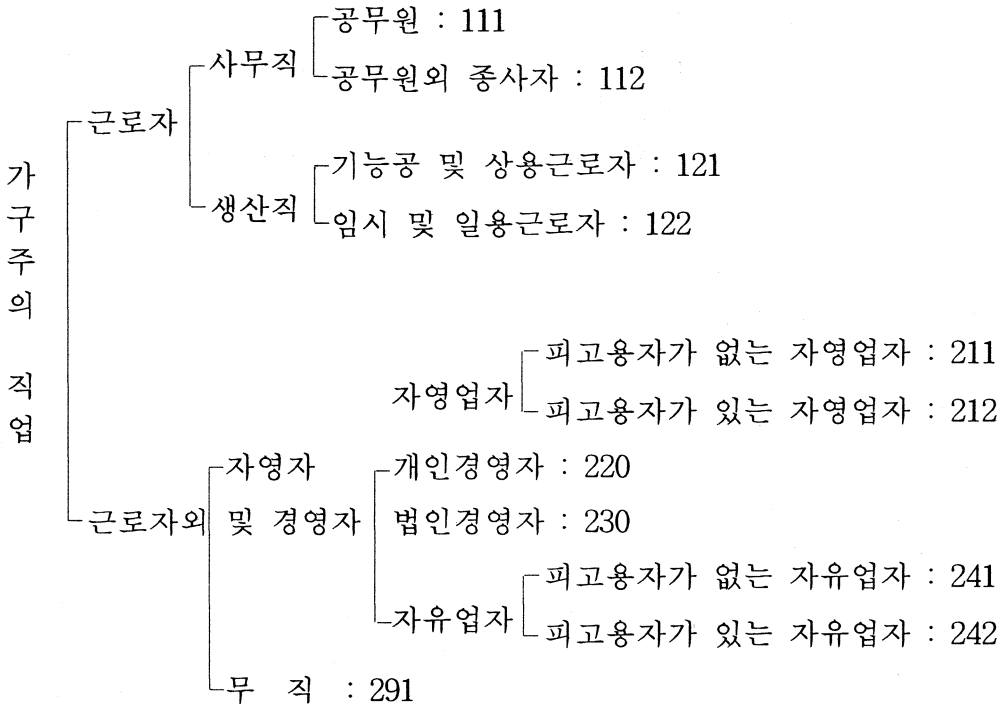 가구주의 직업
근로자
사무직
공무원 : 111
공무원외 종사자 : 112
생산직
기능공 및 상용근로자 : 121
임시 및 일용근로자 : 122
근로자외
자영자 및 경영자
자영업자
피고용자가 없는 자영업자 : 211
피고용자가 있는 자영업자 : 212
개인경영자 : 220
법인경영자 : 230
자유업자
피고용자가 없는 자유업자 : 241
피고용자가 있는 자유업자 : 242
무 직 : 291